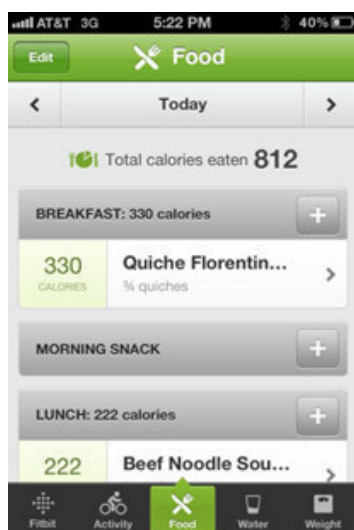 AT&T 3G 5:22 PM 40%
Edit Food
Today
Total calories eaten 812
BREAKFAST: 330 calories +
330 Quiche Florentin...
CALORIES ¾ quiches
MORNING SNACK +
LUNCH: 222 calories +
222 Beef Noodle Sou...
Fitbit Activity Food Water Weight